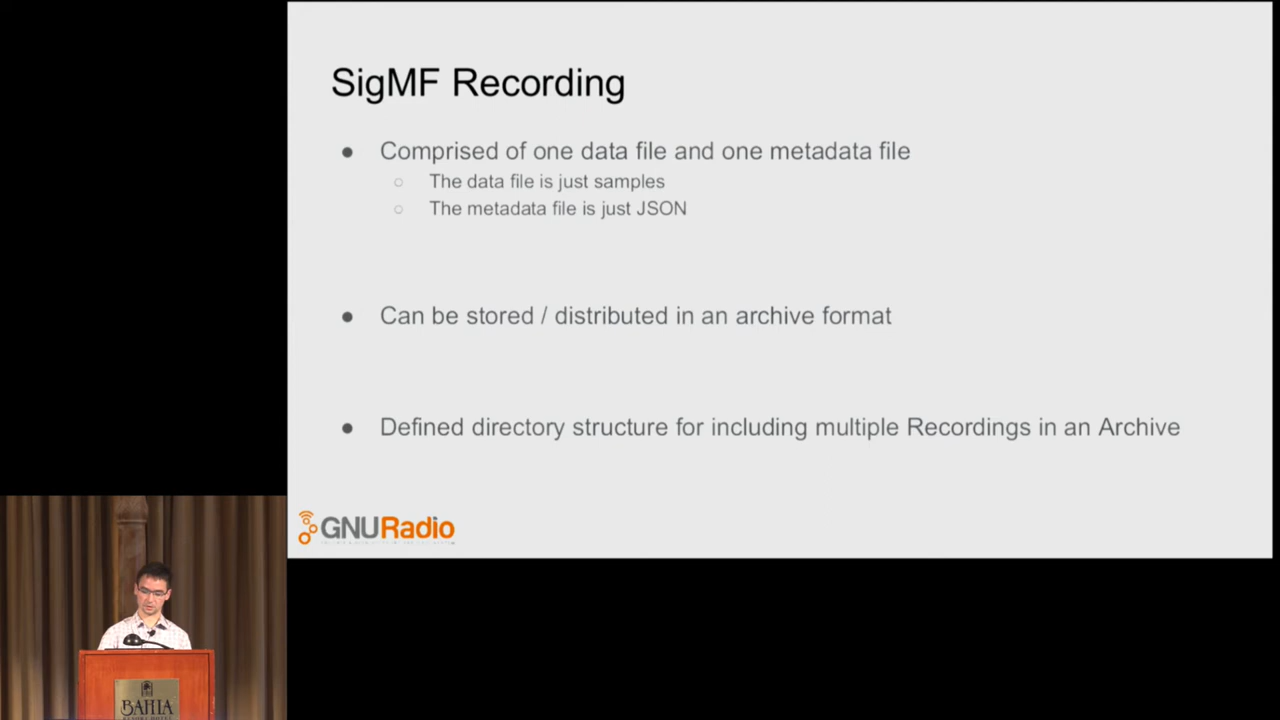 SigMF Recording
● Comprised of one data file and one metadata file
○ The data file is just samples
○ The metadata file is just JSON
● Can be stored / distributed in an archive format
● Defined directory structure for including multiple Recordings in an Archive
GNURadio
BAHIA